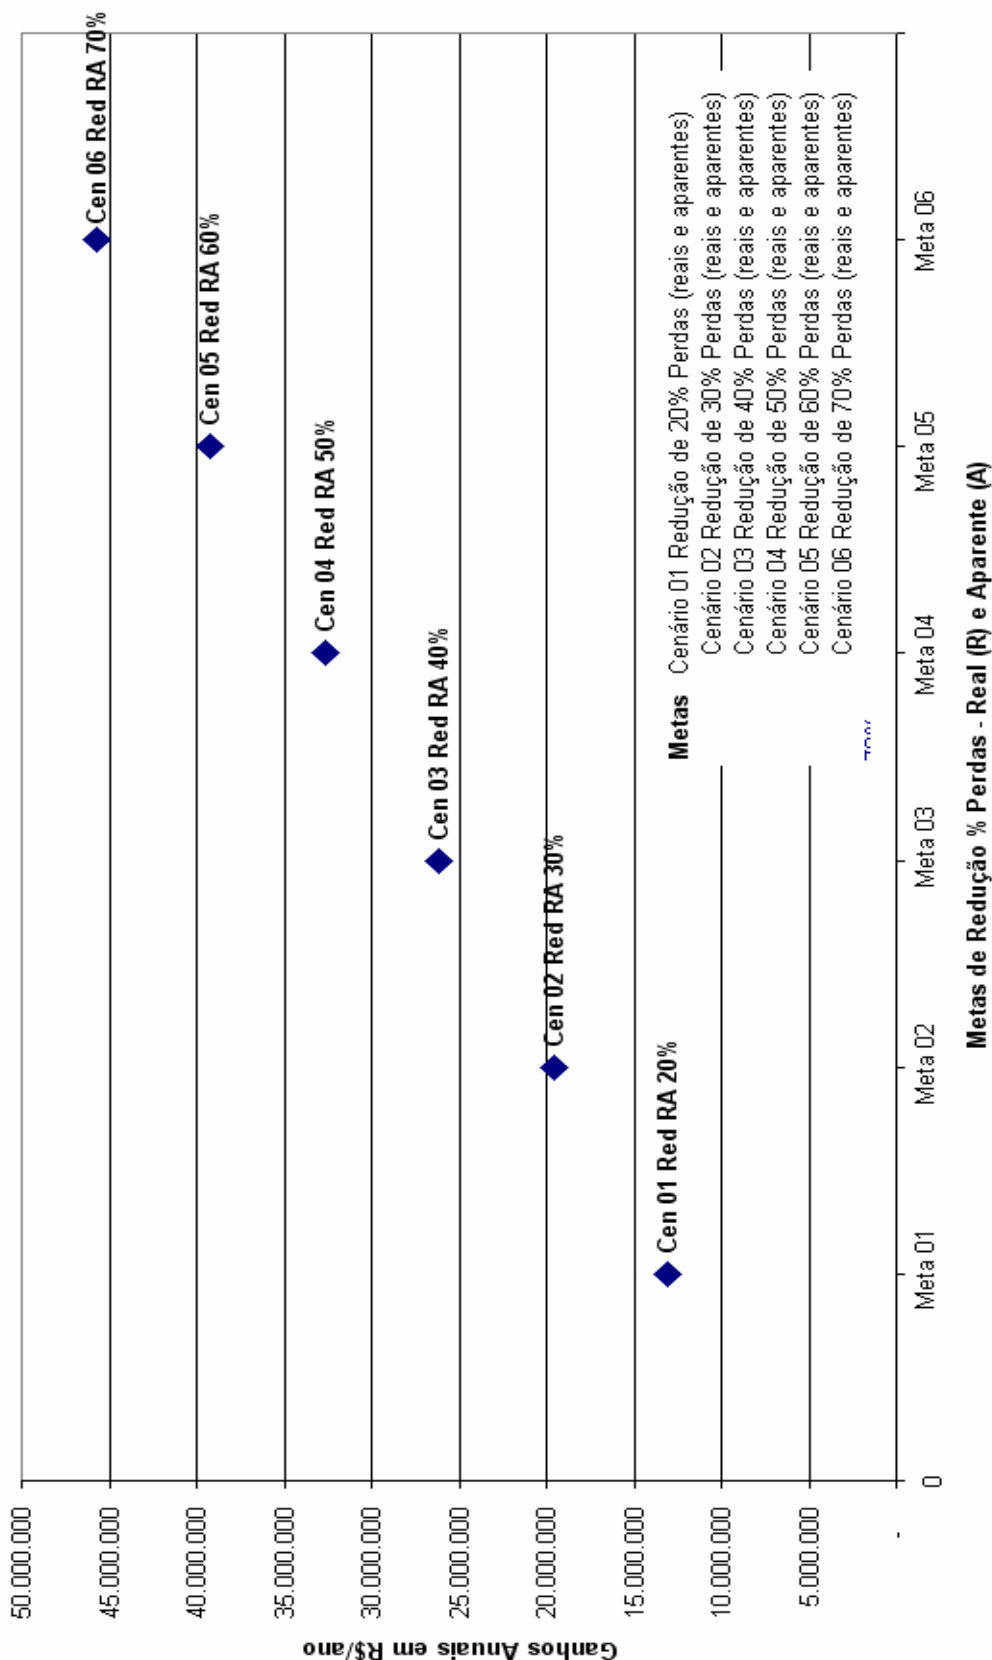 Ganhos Anuais em R$/ano
50.000.000
45.000.000
40.000.000
35.000.000
30.000.000
25.000.000
20.000.000
15.000.000
10.000.000
5.000.000
-
Cen 01 Red RA 20%
Cen 02 Red RA 30%
Cen 03 Red RA 40%
Cen 04 Red RA 50%
Cen 05 Red RA 60%
Cen 06 Red RA 70%
Metas Cenário 01 Redução de 20% Perdas (reais e aparentes)
Cenário 02 Redução de 30% Perdas (reais e aparentes)
Cenário 03 Redução de 40% Perdas (reais e aparentes)
Cenário 04 Redução de 50% Perdas (reais e aparentes)
Cenário 05 Redução de 60% Perdas (reais e aparentes)
Cenário 06 Redução de 70% Perdas (reais e aparentes)
0 Meta 01 Meta 02 Meta 03 Meta 04 Meta 05 Meta 06
Metas de Redução % Perdas - Real (R) e Aparente (A)